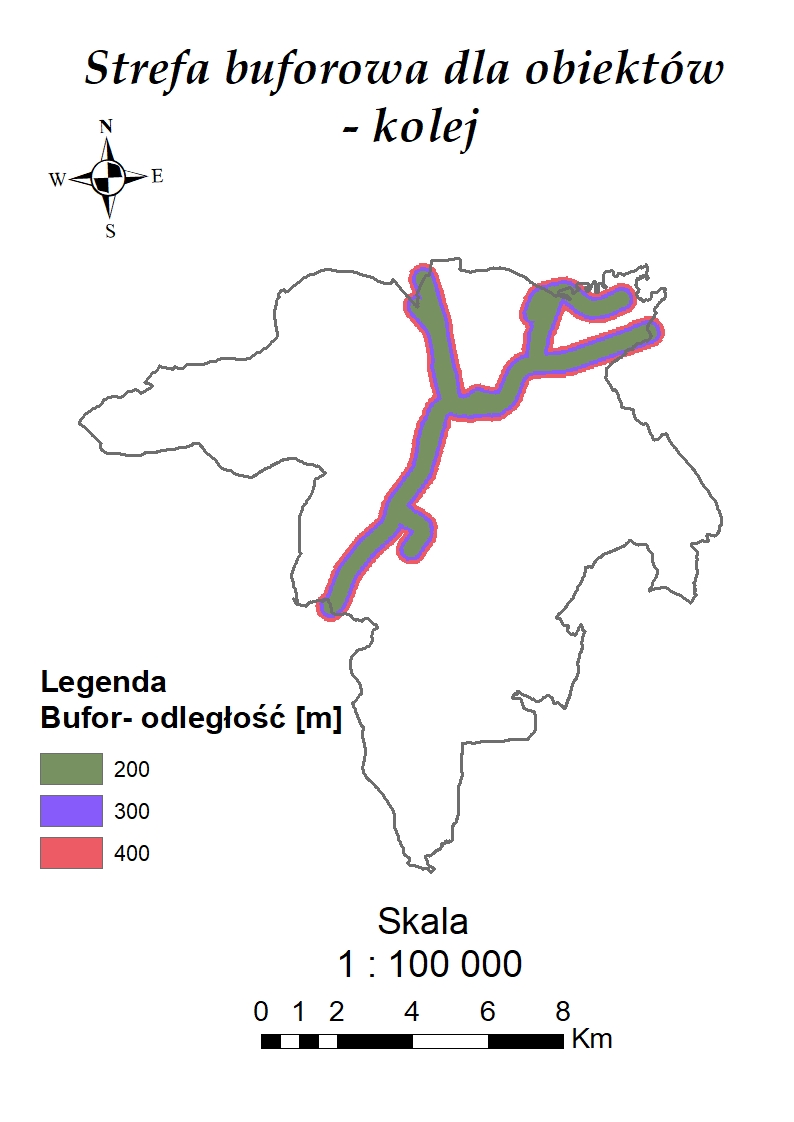 Strefa buforowa dla obiektów
- kolej
N
W E
S
Legenda
Bufor- odległość [m]
200
300
400
Skala
1 : 100 000
0 1 2 4 6 8
Km